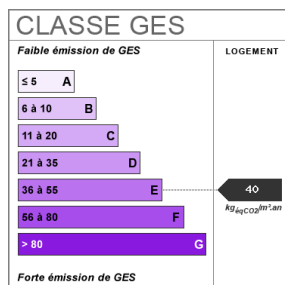 CLASSE GES
Faible émission de GES
LOGEMENT
≤ 5 A
6 à 10 B
11 à 20 C
21 à 35 D
36 à 55 E
40
kgéqCO2/m².an
56 à 80 F
> 80 G
Forte émission de GES